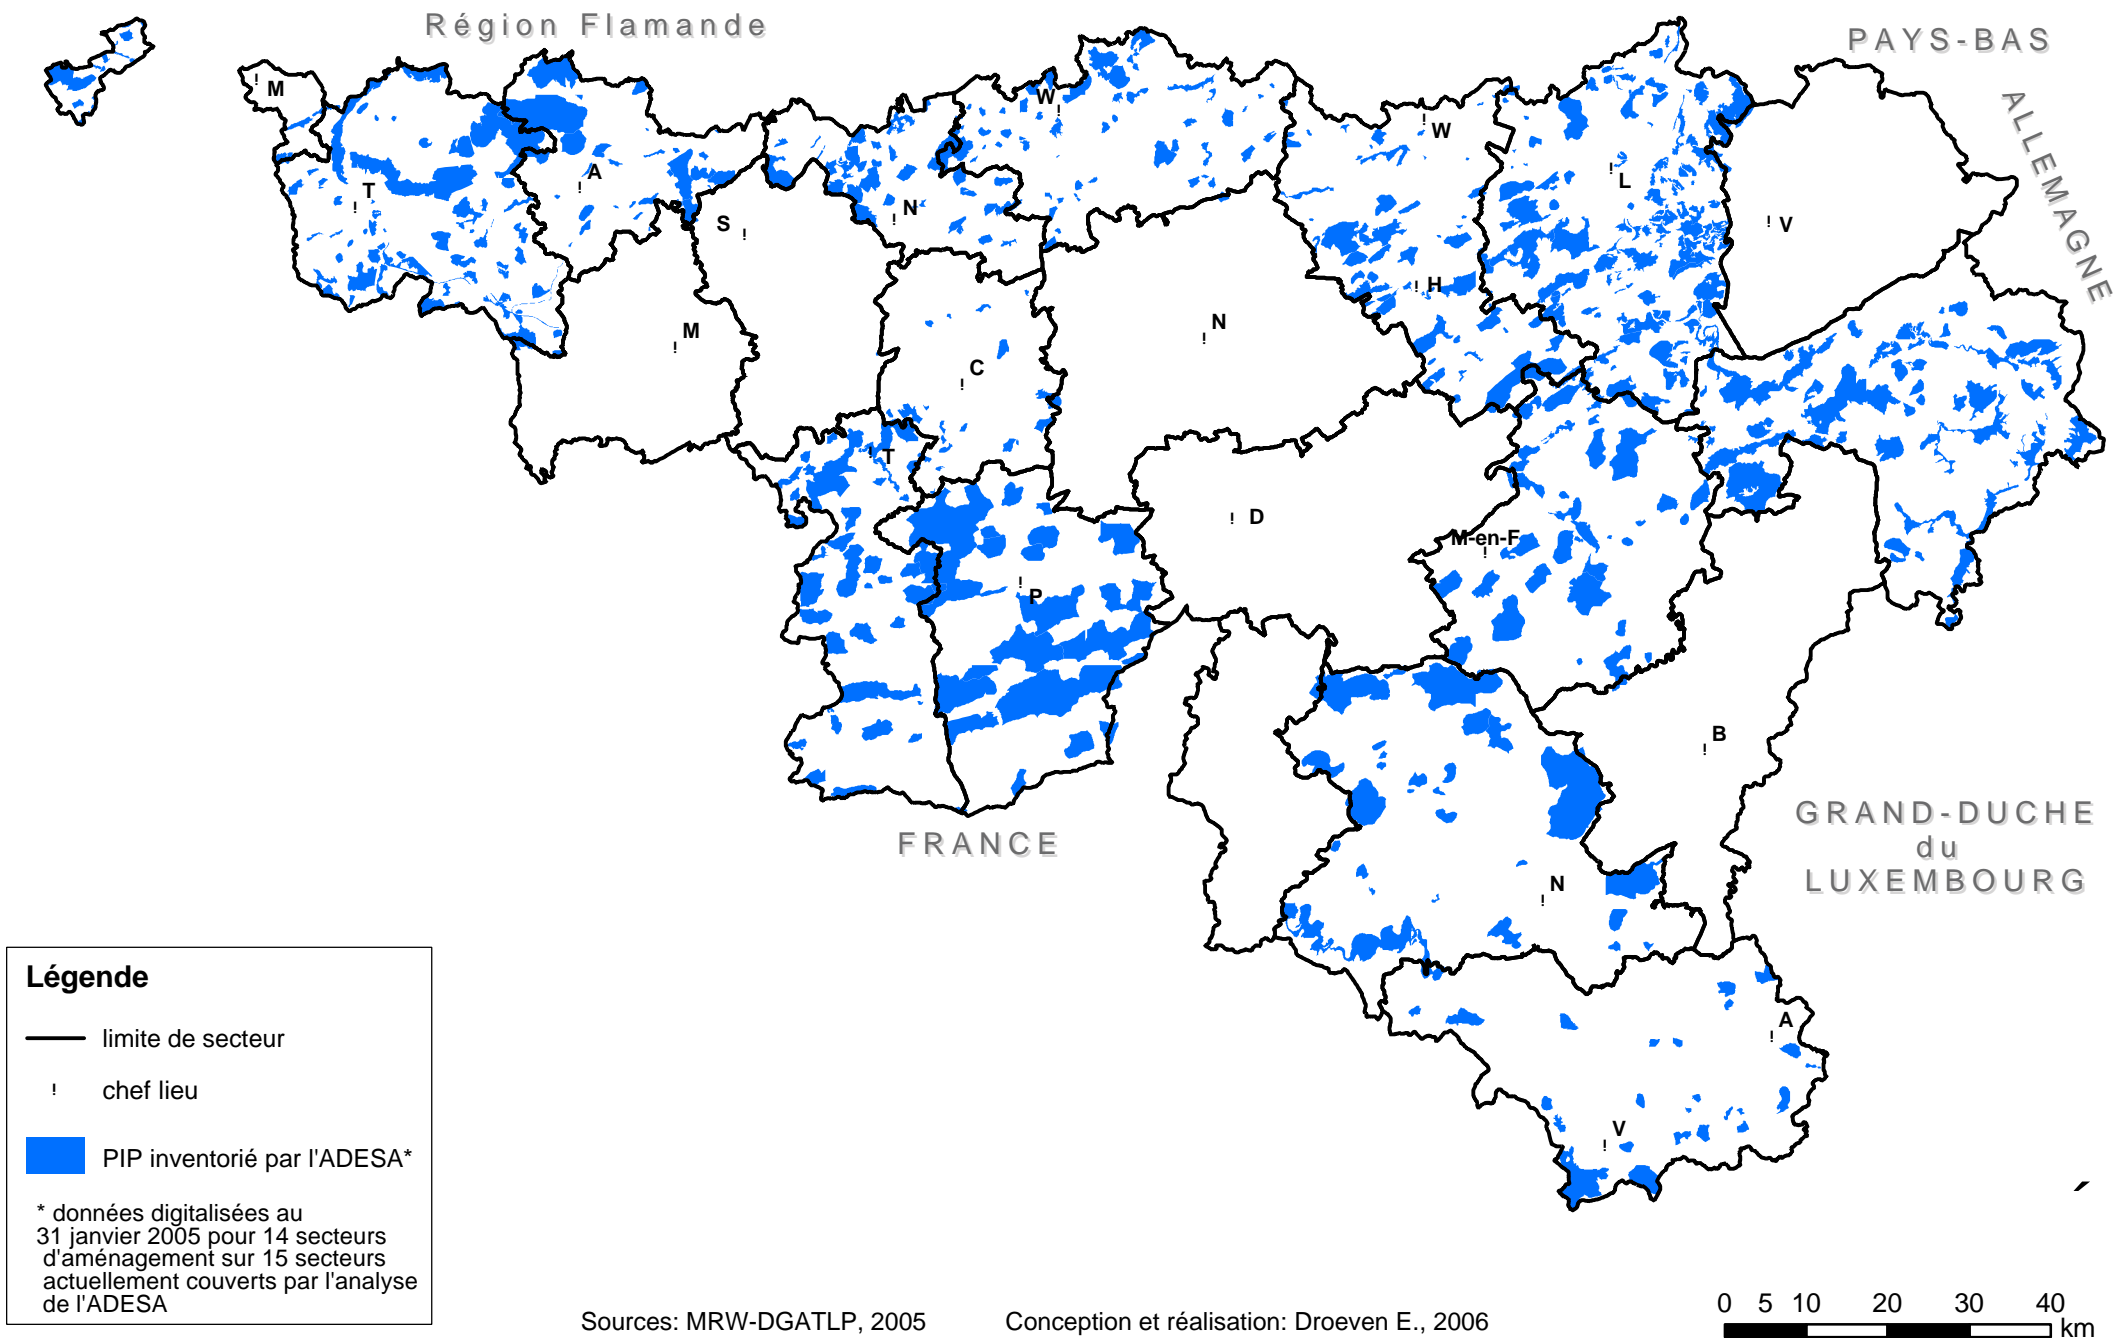 Région Flamande
PAYS-BAS
ALLEMAGNE
M
T
A
S
N
W
W
L
V
H
M
C
N
T
D
M-en-F
P
B
N
A
V
FRANCE
GRAND-DUCHE
du
LUXEMBOURG
Légende
limite de secteur
! chef lieu
PIP inventorié par l'ADESA*
* données digitalisées au
31 janvier 2005 pour 14 secteurs
d'aménagement sur 15 secteurs
actuellement couverts par l'analyse
de l'ADESA
Sources: MRW-DGATLP, 2005
Conception et réalisation: Droeven E., 2006
0 5 10 20 30 40
km